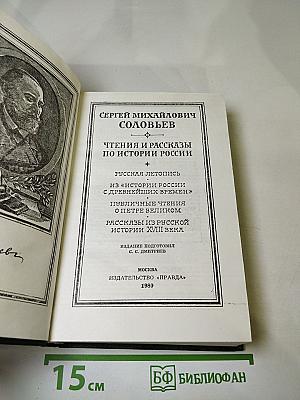 СЕРГЕЙ МИХАЙЛОВИЧ
СОЛОВЬЕВ
ЧТЕНИЯ И РАССКАЗЫ
ПО ИСТОРИИ РОССИИ
РУССКАЯ ЛЕТОПИСЬ
ИЗ «ИСТОРИИ РОССИИ
С ДРЕВНЕЙШИХ ВРЕМЕН»
ПУБЛИЧНЫЕ ЧТЕНИЯ
О ПЕТРЕ ВЕЛИКОМ
РАССКАЗЫ ИЗ РУССКОЙ
ИСТОРИИ XVIII ВЕКА
ИЗДАНИЕ ПОДГОТОВИЛ
С. С. ДМИТРИЕВ
МОСКВА
ИЗДАТЕЛЬСТВО «ПРАВДА»
1989
15 см
БФ БИБЛИОФАН